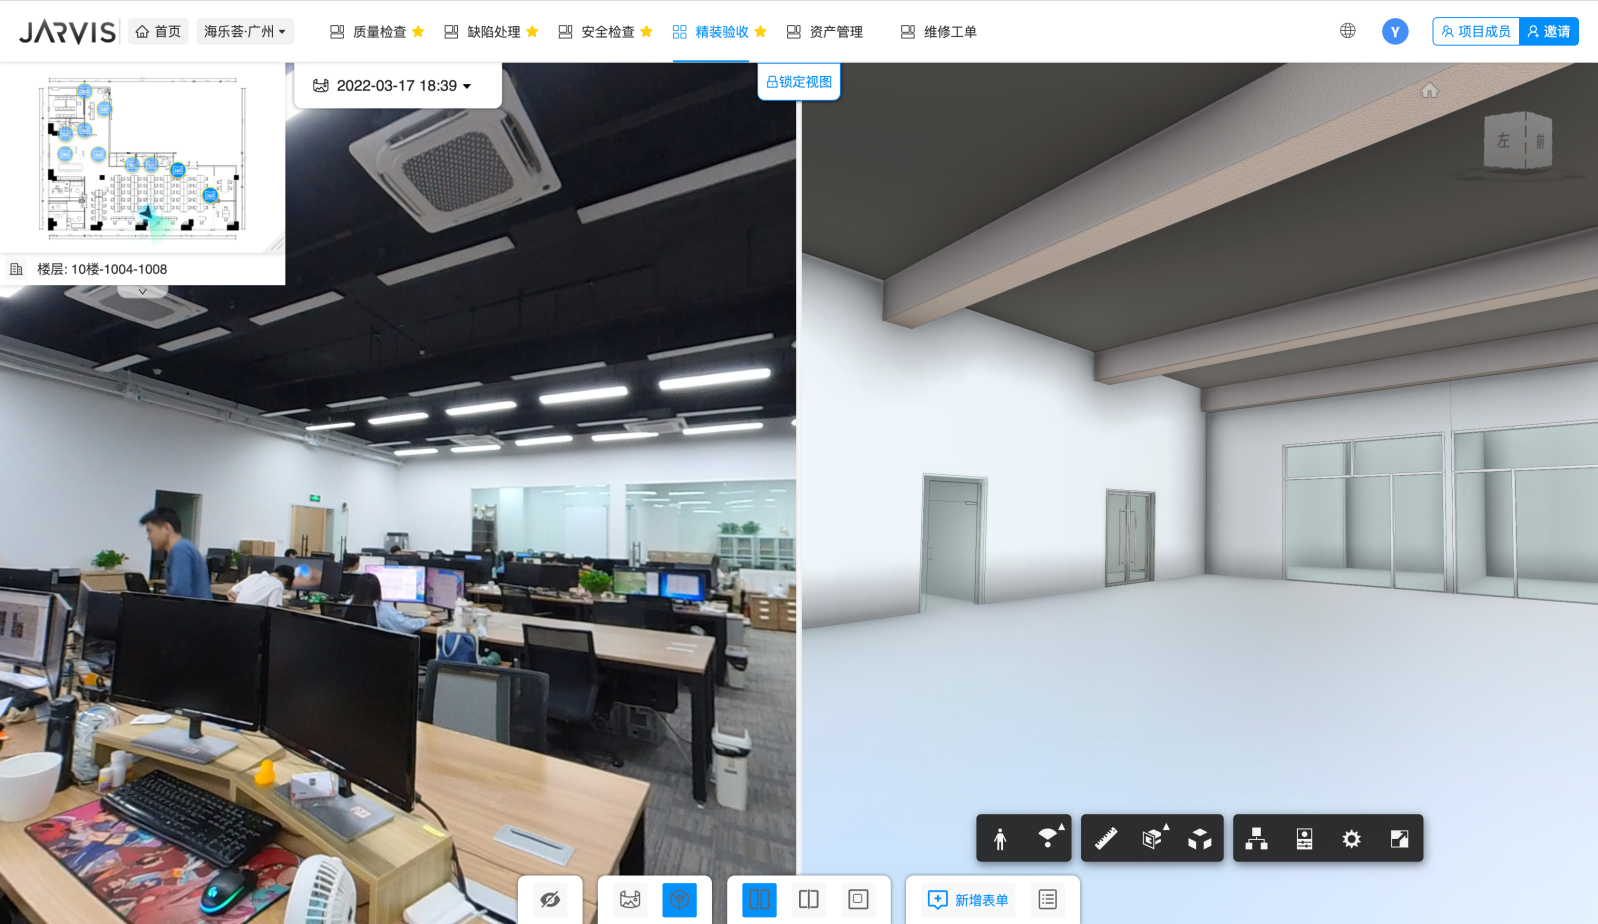 JARVIS
首页
海乐荟·广州
质量检查
缺陷处理
安全检查
精装验收
资产管理
维修工单
Y
项目成员
邀请
2022-03-17 18:39
锁定视图
左
前
楼层: 10楼-1004-1008
新增表单